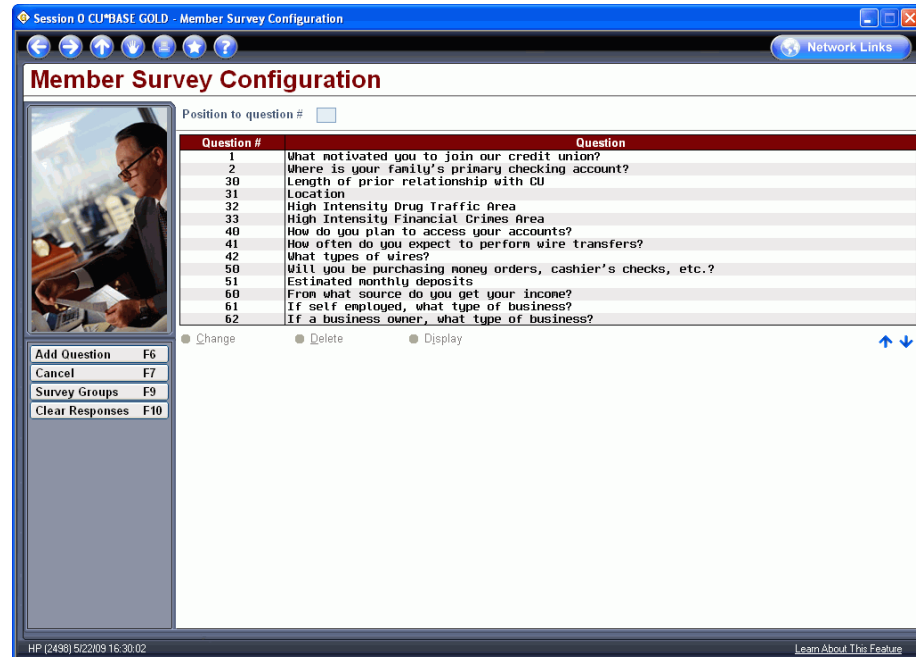 Session 0 CU*BASE GOLD - Member Survey Configuration
Network Links
Member Survey Configuration
Position to question #
Question # Question
1 What motivated you to join our credit union?
2 Where is your family's primary checking account?
30 Length of prior relationship with CU
31 Location
32 High Intensity Drug Traffic Area
33 High Intensity Financial Crimes Area
40 How do you plan to access your accounts?
41 How often do you expect to perform wire transfers?
42 What types of wires?
50 Will you be purchasing money orders, cashier's checks, etc.?
51 Estimated monthly deposits
60 From what source do you get your income?
61 If self employed, what type of business?
62 If a business owner, what type of business?
Change Delete Display
Add Question F6
Cancel F7
Survey Groups F9
Clear Responses F10
HP (2498) 5/22/09 16:30:02
Learn About This Feature